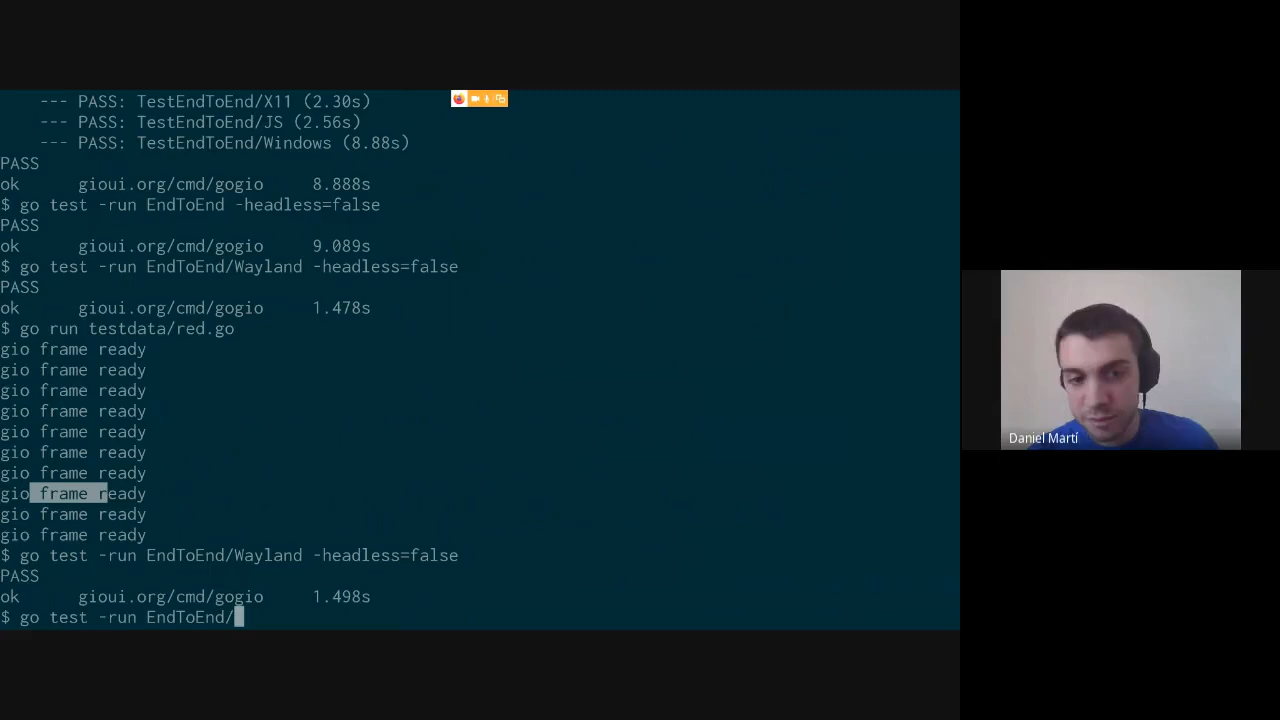 --- PASS: TestEndToEnd/X11 (2.30s)
--- PASS: TestEndToEnd/JS (2.56s)
--- PASS: TestEndToEnd/Windows (8.88s)
PASS
ok gioui.org/cmd/gogio 8.888s
$ go test -run EndToEnd -headless=false
PASS
ok gioui.org/cmd/gogio 9.089s
$ go test -run EndToEnd/Wayland -headless=false
PASS
ok gioui.org/cmd/gogio 1.478s
$ go run testdata/red.go
gio frame ready
gio frame ready
gio frame ready
gio frame ready
gio frame ready
gio frame ready
gio frame ready
gio frame ready
gio frame ready
gio frame ready
$ go test -run EndToEnd/Wayland -headless=false
PASS
ok gioui.org/cmd/gogio 1.498s
$ go test -run EndToEnd/
Daniel Martí